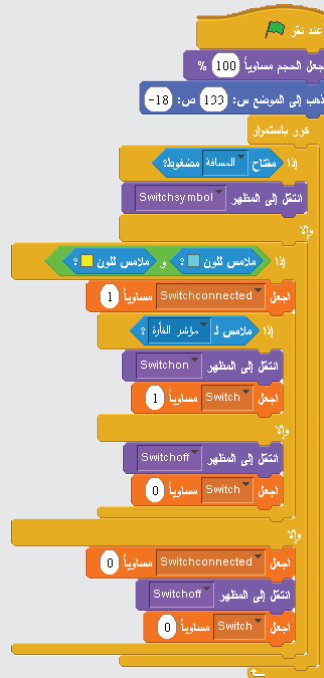 عند نقر
جعل الحجم مساوياً 100 %
ذهب إلى الموضع س: 133 ص: -18
كرر باستمرار
إذا مفتاح المسافة مضغوط؟
انتقل إلى المظهر Switchsymbol
وإلا
إذا ملامس للون ؟ و ملامس للون ؟
اجعل Switchconnected مساوياً 1
إذا ملامس لـ مؤشر الفأرة ؟
انتقل إلى المظهر Switchon
اجعل Switch مساوياً 1
وإلا
انتقل إلى المظهر Switchoff
اجعل Switch مساوياً 0
وإلا
اجعل Switchconnected مساوياً 0
انتقل إلى المظهر Switchoff
اجعل Switch مساوياً 0